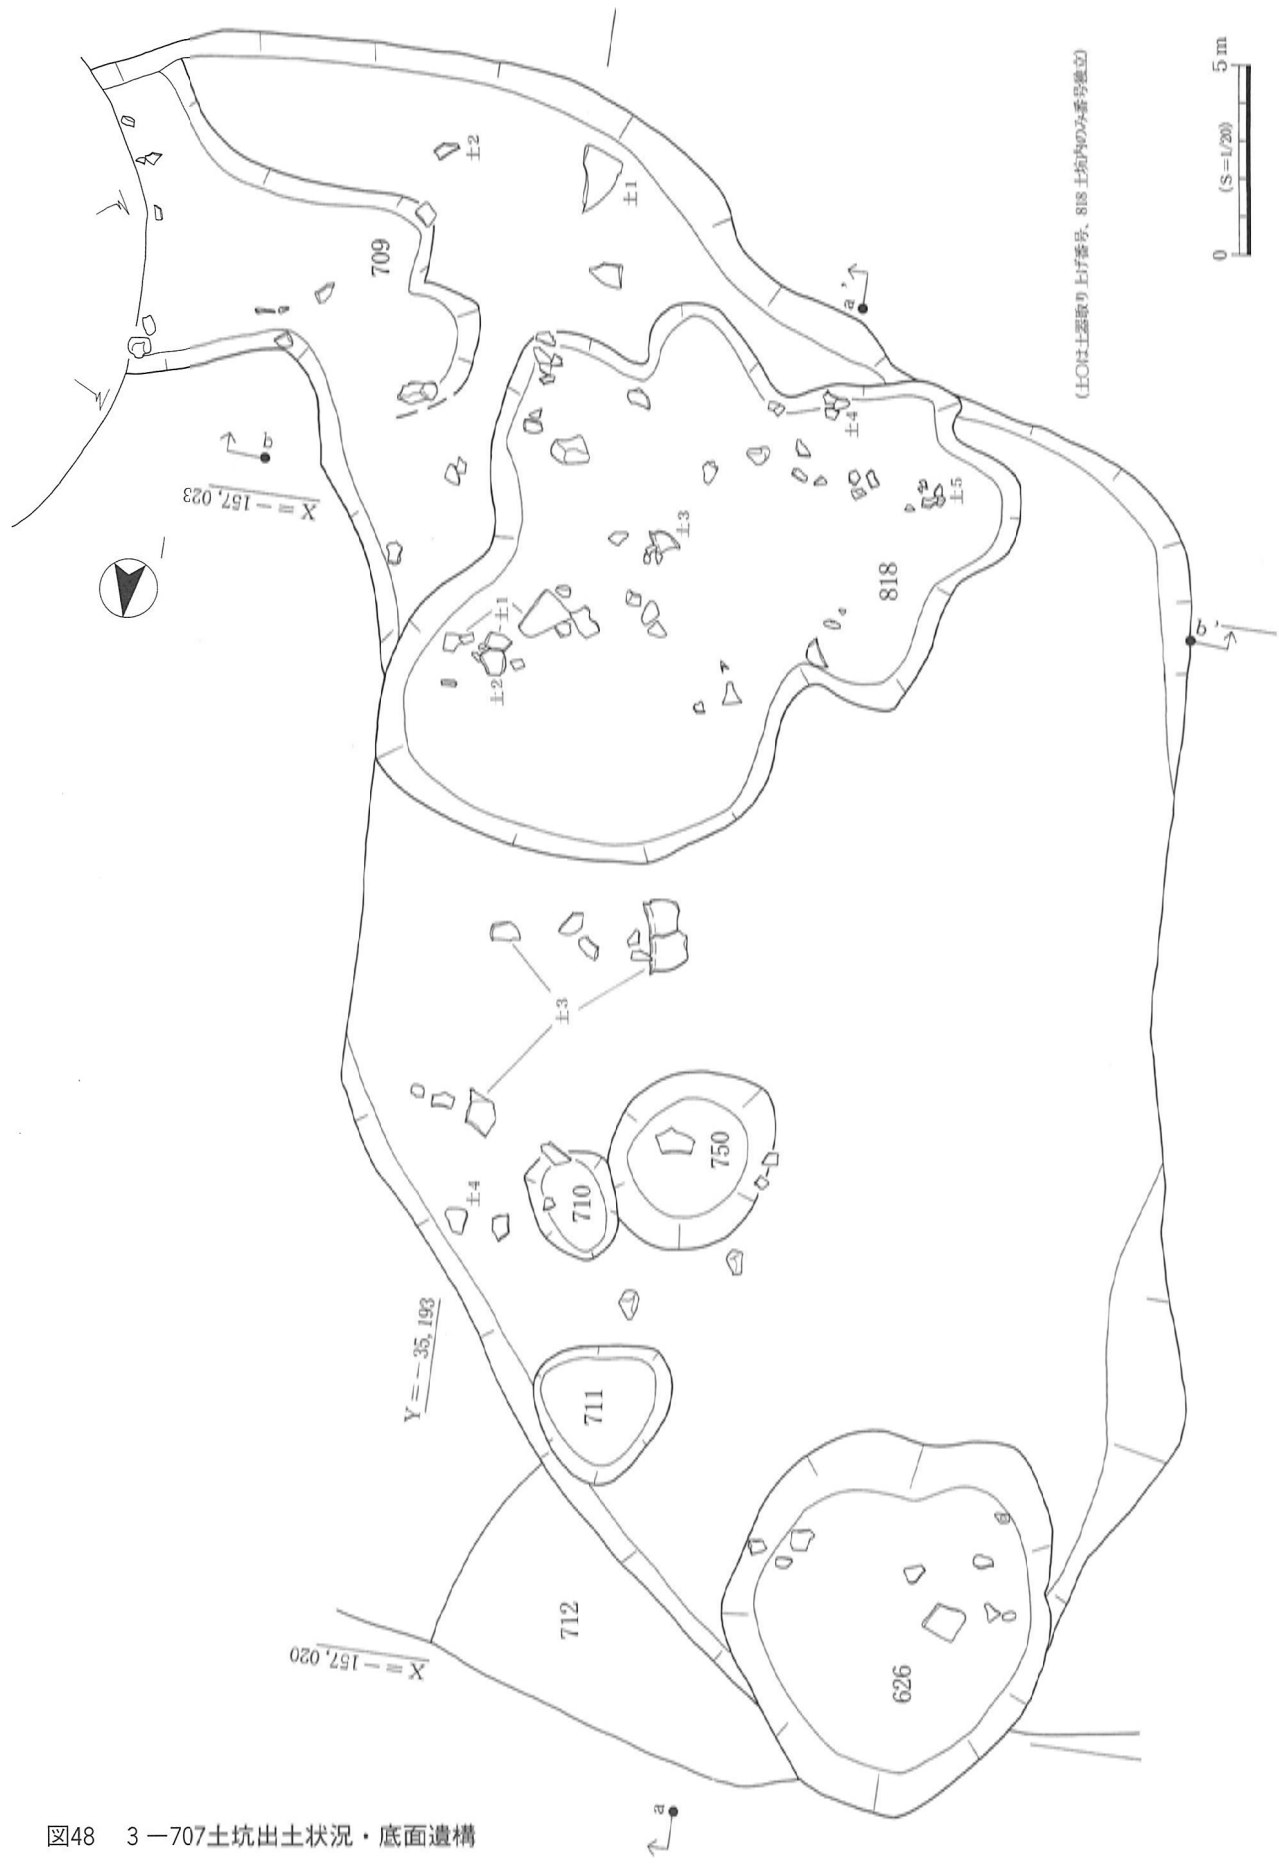 5 m
(S＝1/20)
0
(土○は土器取り上げ番号、818 土坑内のみ番号独立)
土2
土1
709
a'
b
X＝－157, 023
土4
土5
土3
818
土1
土2
b'
土3
750
710
土4
Y＝－35, 193
711
712
X＝－157, 020
626
a
図48　3－707土坑出土状況・底面遺構